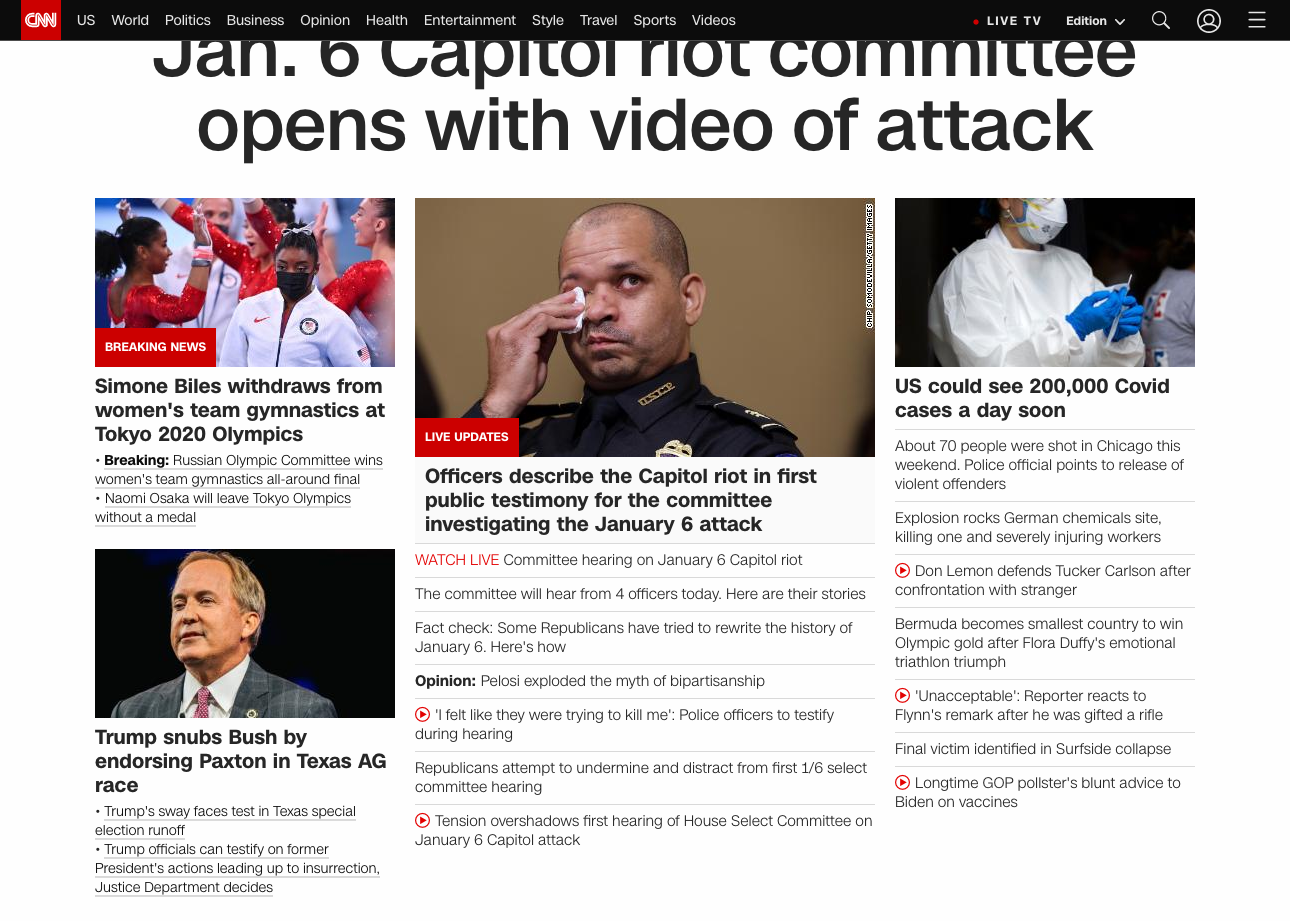 CNN US World Politics Business Opinion Health Entertainment Style Travel Sports Videos LIVE TV Edition
Jan. 6 Capitol riot committee
opens with video of attack
BREAKING NEWS
Simone Biles withdraws from
women's team gymnastics at
Tokyo 2020 Olympics
• Breaking: Russian Olympic Committee wins
women's team gymnastics all-around final
• Naomi Osaka will leave Tokyo Olympics
without a medal
Trump snubs Bush by
endorsing Paxton in Texas AG
race
• Trump's sway faces test in Texas special
election runoff
• Trump officials can testify on former
President's actions leading up to insurrection,
Justice Department decides
CHIP SOMODEVILLA/GETTY IMAGES
USCP
LIVE UPDATES
Officers describe the Capitol riot in first
public testimony for the committee
investigating the January 6 attack
WATCH LIVE Committee hearing on January 6 Capitol riot
The committee will hear from 4 officers today. Here are their stories
Fact check: Some Republicans have tried to rewrite the history of
January 6. Here's how
Opinion: Pelosi exploded the myth of bipartisanship
'I felt like they were trying to kill me': Police officers to testify
during hearing
Republicans attempt to undermine and distract from first 1/6 select
committee hearing
Tension overshadows first hearing of House Select Committee on
January 6 Capitol attack
US could see 200,000 Covid
cases a day soon
About 70 people were shot in Chicago this
weekend. Police official points to release of
violent offenders
Explosion rocks German chemicals site,
killing one and severely injuring workers
Don Lemon defends Tucker Carlson after
confrontation with stranger
Bermuda becomes smallest country to win
Olympic gold after Flora Duffy's emotional
triathlon triumph
'Unacceptable': Reporter reacts to
Flynn's remark after he was gifted a rifle
Final victim identified in Surfside collapse
Longtime GOP pollster's blunt advice to
Biden on vaccines